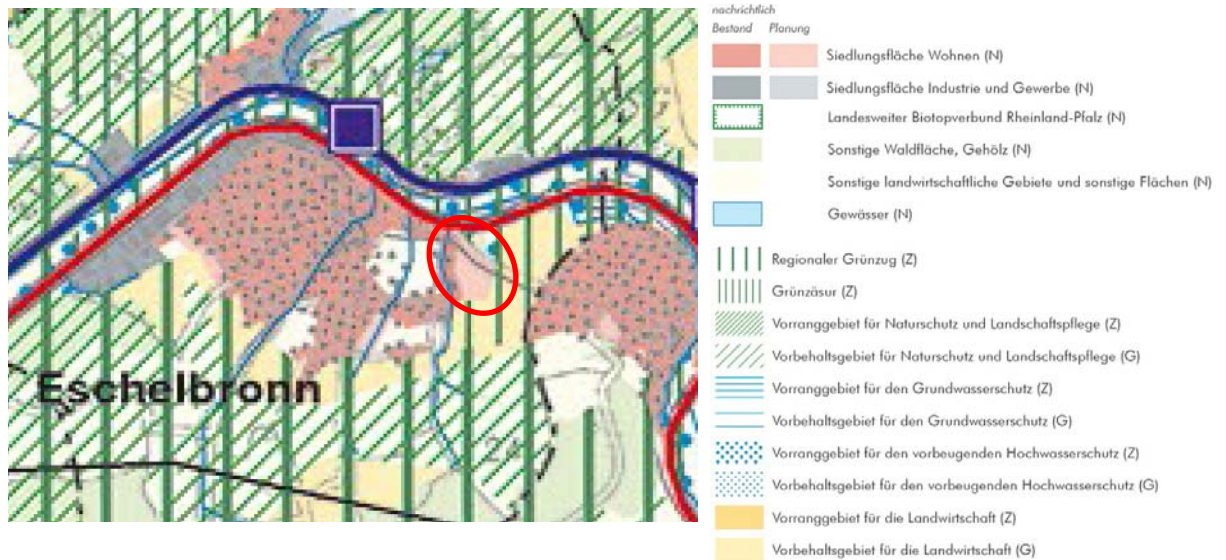 Eschelbronn
nachrichtlich
Bestand Planung
Siedlungsfläche Wohnen (N)
Siedlungsfläche Industrie und Gewerbe (N)
Landesweiter Biotopverbund Rheinland-Pfalz (N)
Sonstige Waldfläche, Gehölz (N)
Sonstige landwirtschaftliche Gebiete und sonstige Flächen (N)
Gewässer (N)
Regionaler Grünzug (Z)
Grünzäsur (Z)
Vorranggebiet für Naturschutz und Landschaftspflege (Z)
Vorbehaltsgebiet für Naturschutz und Landschaftspflege (G)
Vorranggebiet für den Grundwasserschutz (Z)
Vorbehaltsgebiet für den Grundwasserschutz (G)
Vorranggebiet für den vorbeugenden Hochwasserschutz (Z)
Vorbehaltsgebiet für den vorbeugenden Hochwasserschutz (G)
Vorranggebiet für die Landwirtschaft (Z)
Vorbehaltsgebiet für die Landwirtschaft (G)